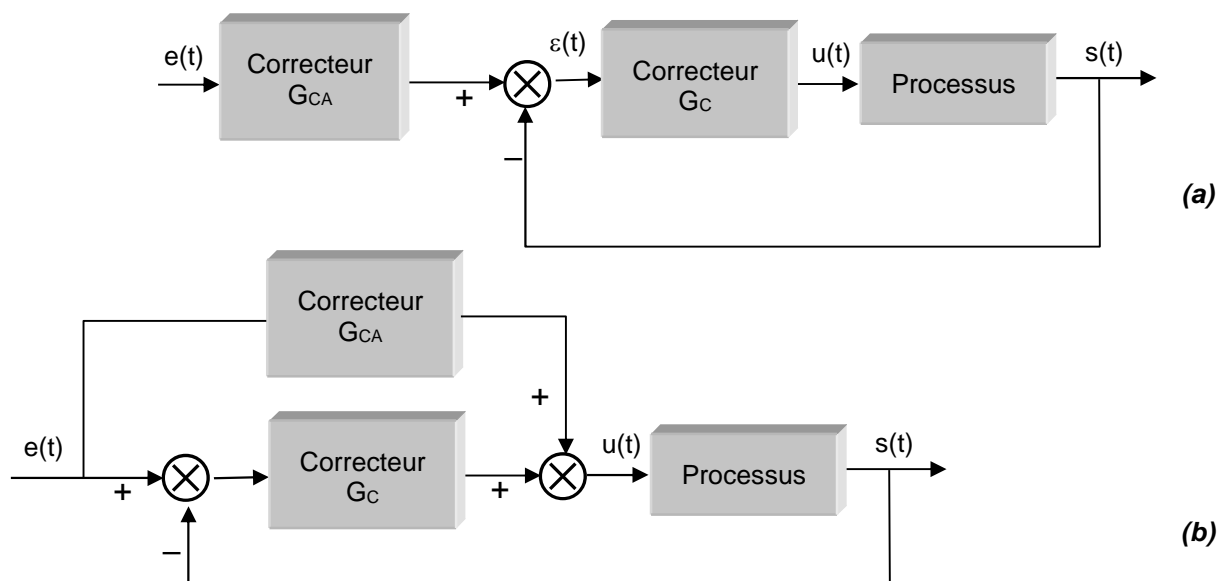 e(t)
Correcteur
GCA
+
ε(t)
–
Correcteur
GC
u(t)
Processus
s(t)
(a)
Correcteur
GCA
+
e(t)
+
–
Correcteur
GC
+
u(t)
Processus
s(t)
(b)